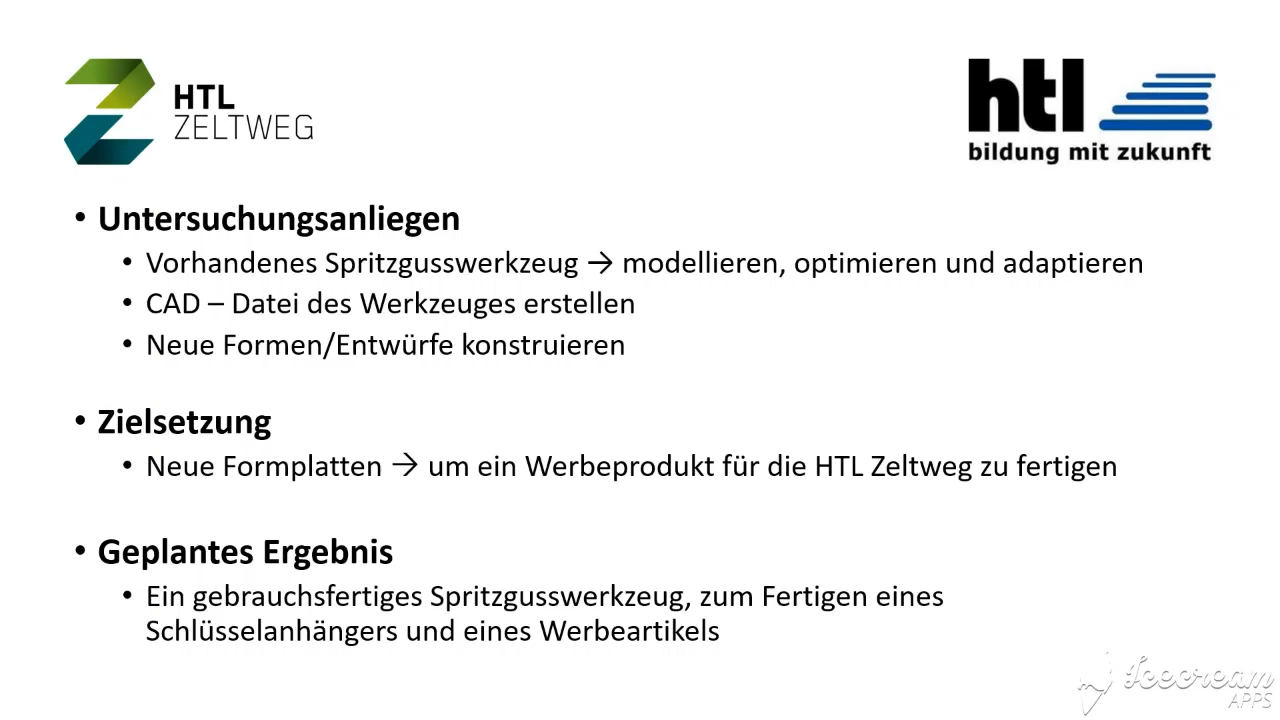 HTL
ZELTWEG
htl
bildung mit zukunft
• Untersuchungsanliegen
• Vorhandenes Spritzgusswerkzeug → modellieren, optimieren und adaptieren
• CAD – Datei des Werkzeuges erstellen
• Neue Formen/Entwürfe konstruieren
• Zielsetzung
• Neue Formplatten → um ein Werbeprodukt für die HTL Zeltweg zu fertigen
• Geplantes Ergebnis
• Ein gebrauchsfertiges Spritzgusswerkzeug, zum Fertigen eines
Schlüsselanhängers und eines Werbeartikels
Icecream
APPS